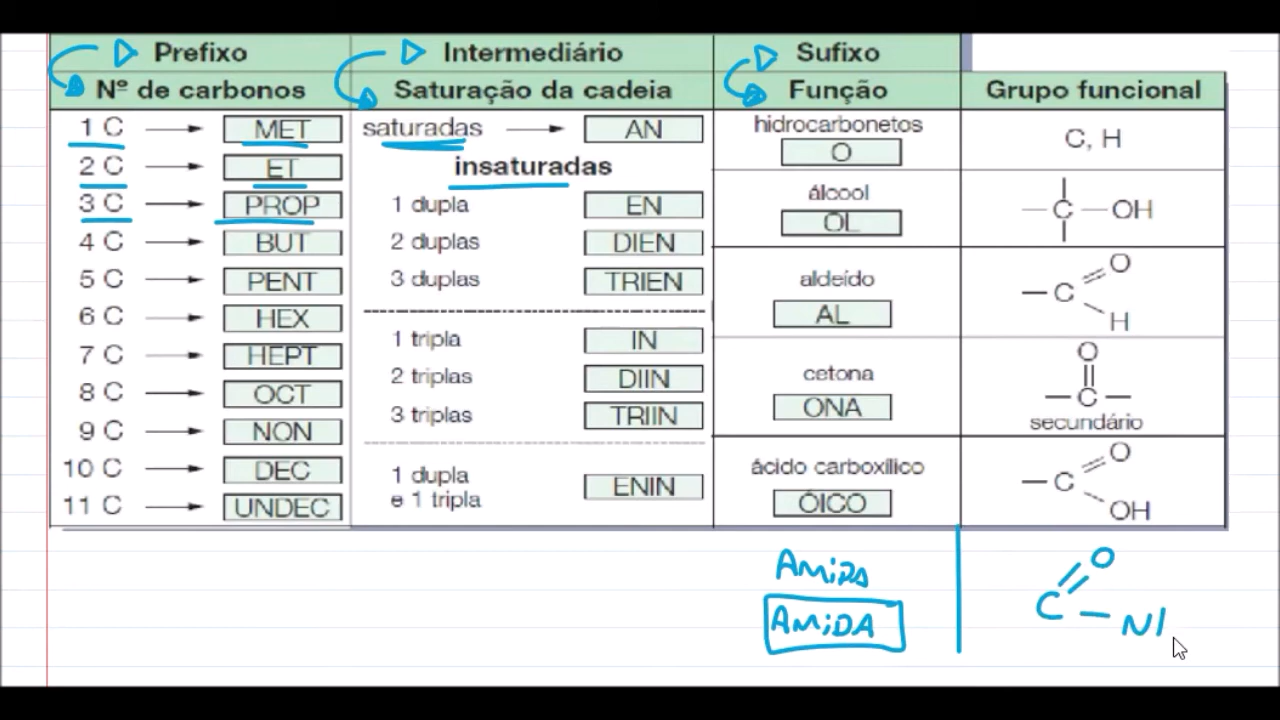 Prefixo Intermediário Sufixo
Nº de carbonos Saturação da cadeia Função Grupo funcional
1 C MET saturadas AN hidrocarbonetos O C, H
2 C ET insaturadas
3 C PROP 1 dupla EN álcool OL —C—OH
4 C BUT 2 duplas DIEN
5 C PENT 3 duplas TRIEN aldeído AL —C O H
6 C HEX
7 C HEPT 1 tripla IN
8 C OCT 2 triplas DIIN cetona ONA O —C— secundário
9 C NON 3 triplas TRIIN
10 C DEC 1 dupla e 1 tripla ENIN ácido carboxílico ÓICO —C O OH
11 C UNDEC
AMiDA O
AMiDA C — N